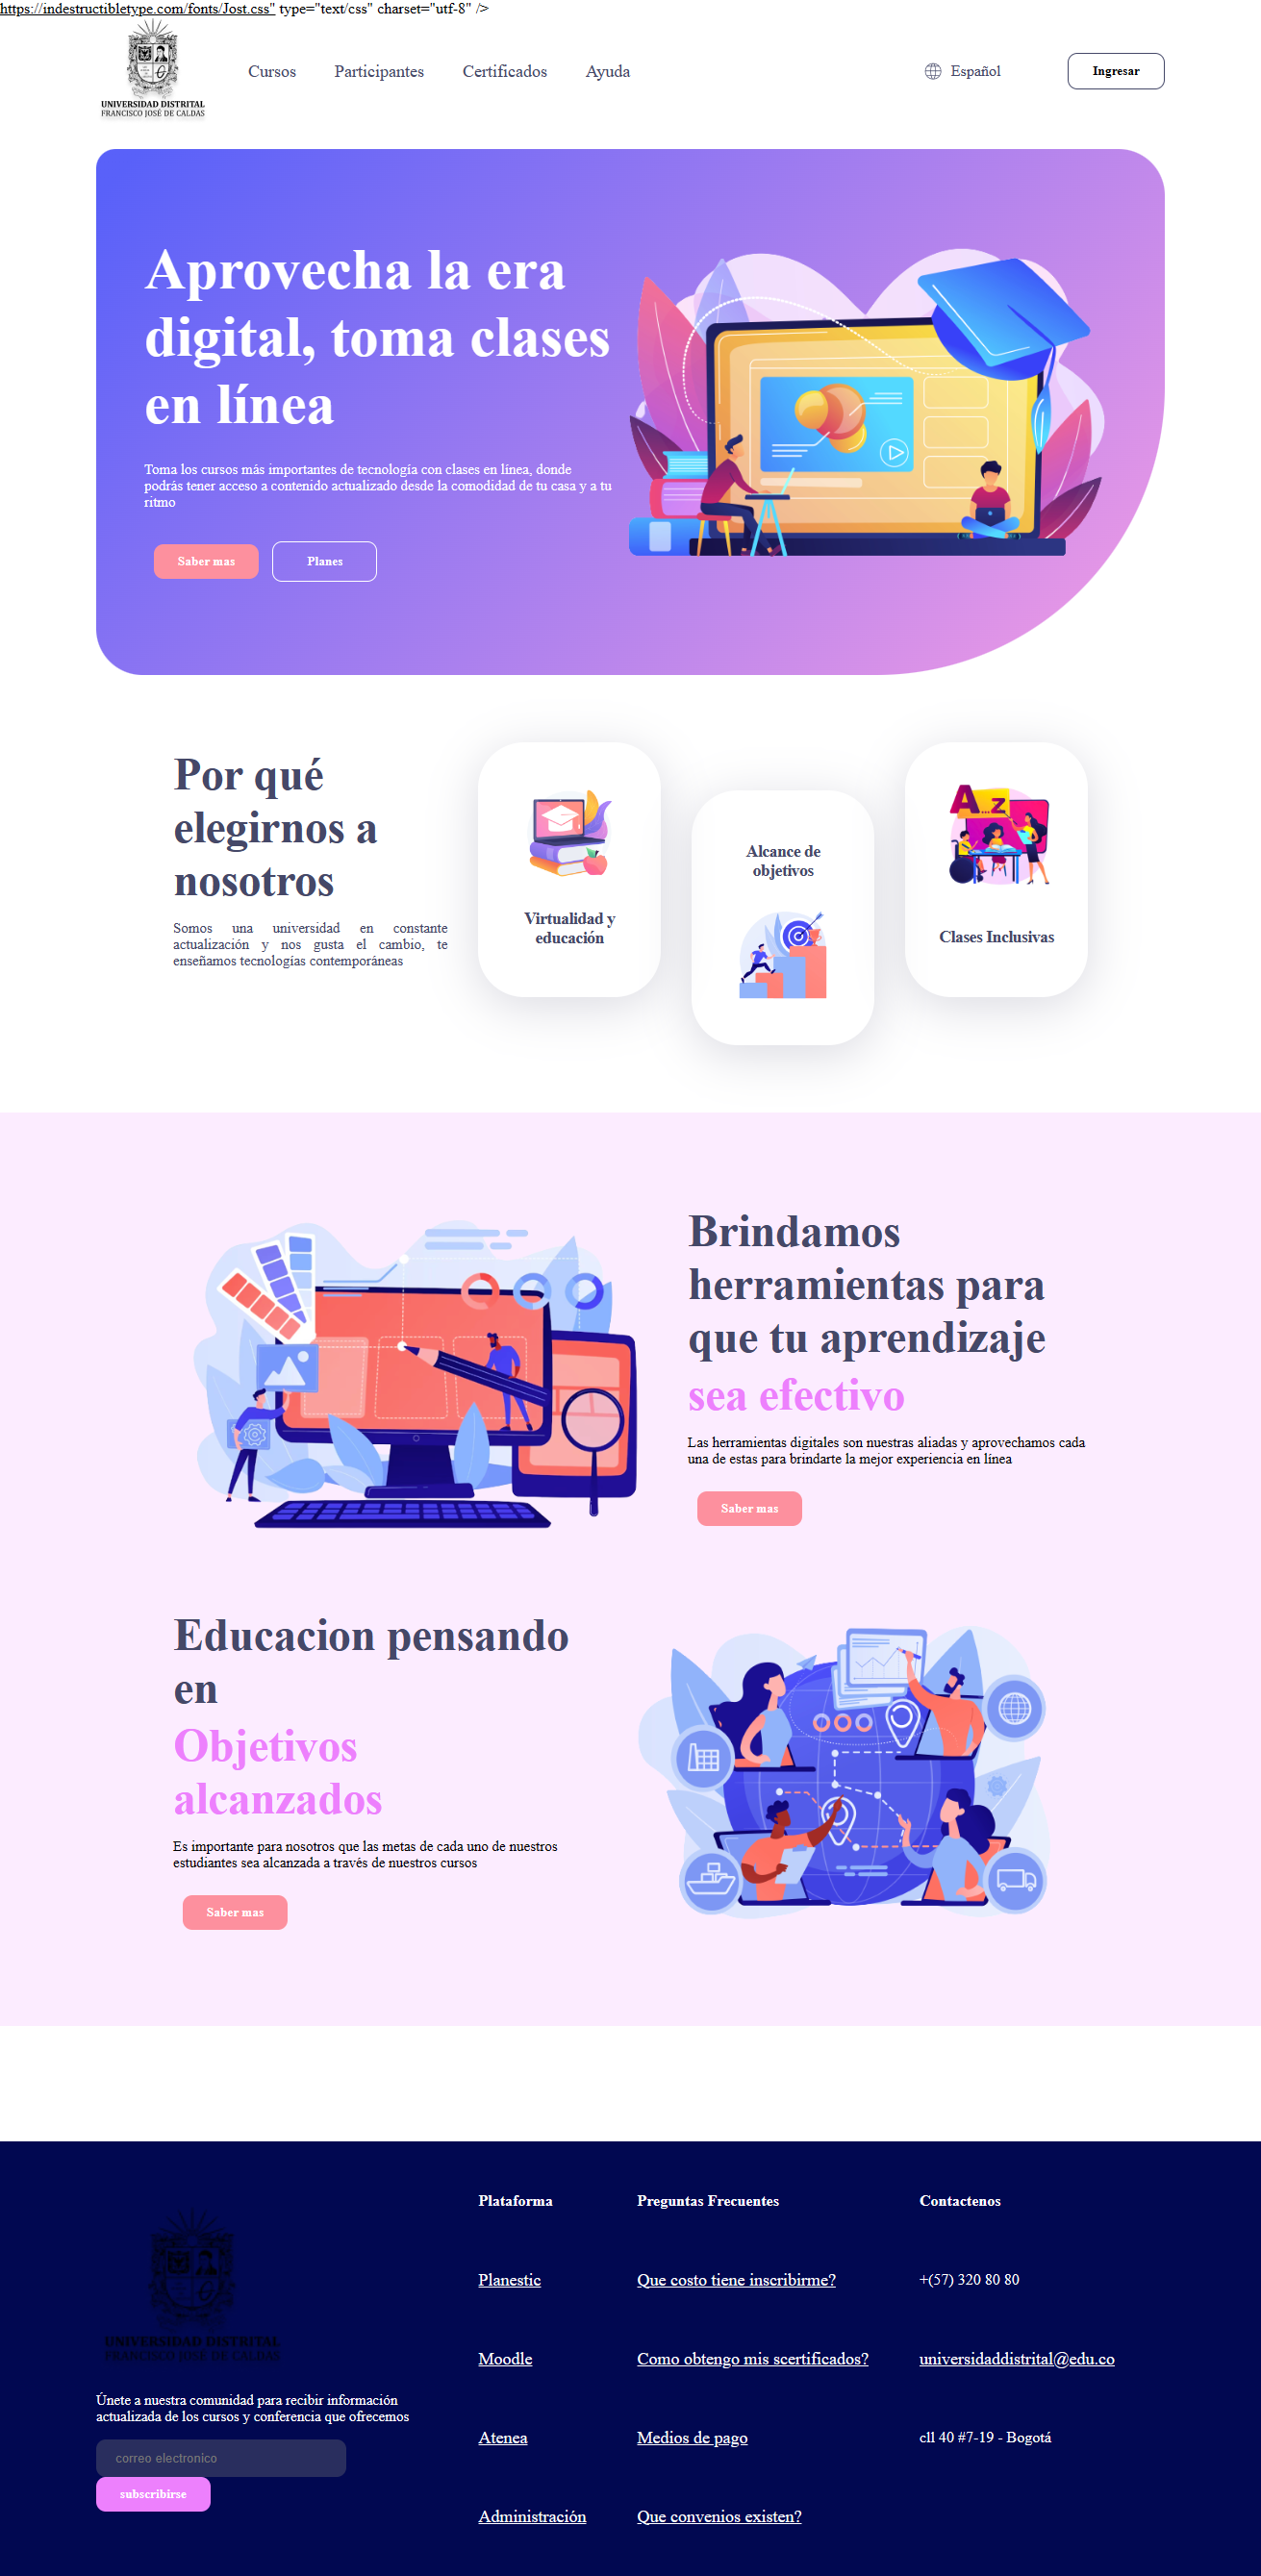 https://indestructibletype.com/fonts/Jost.css" type="text/css" charset="utf-8" />
UNIVERSIDAD DISTRITAL
FRANCISCO JOSÉ DE CALDAS
Cursos
Participantes
Certificados
Ayuda
Español
Ingresar
Aprovecha la era
digital, toma clases
en línea
Toma los cursos más importantes de tecnología con clases en línea, donde
podrás tener acceso a contenido actualizado desde la comodidad de tu casa y a tu
ritmo
Saber mas
Planes
Por qué
elegirnos a
nosotros
Somos una universidad en constante
actualización y nos gusta el cambio, te
enseñamos tecnologías contemporáneas
Virtualidad y
educación
Alcance de
objetivos
A...Z
Clases Inclusivas
Brindamos
herramientas para
que tu aprendizaje
sea efectivo
Las herramientas digitales son nuestras aliadas y aprovechamos cada
una de estas para brindarte la mejor experiencia en línea
Saber mas
Educacion pensando
en
Objetivos
alcanzados
Es importante para nosotros que las metas de cada uno de nuestros
estudiantes sea alcanzada a través de nuestros cursos
Saber mas
UNIVERSIDAD DISTRITAL
FRANCISCO JOSÉ DE CALDAS
Únete a nuestra comunidad para recibir información
actualizada de los cursos y conferencia que ofrecemos
correo electronico
subscribirse
Plataforma
Planestic
Moodle
Atenea
Administración
Preguntas Frecuentes
Que costo tiene inscribirme?
Como obtengo mis scertificados?
Medios de pago
Que convenios existen?
Contactenos
+(57) 320 80 80
universidaddistrital@edu.co
cll 40 #7-19 - Bogotá